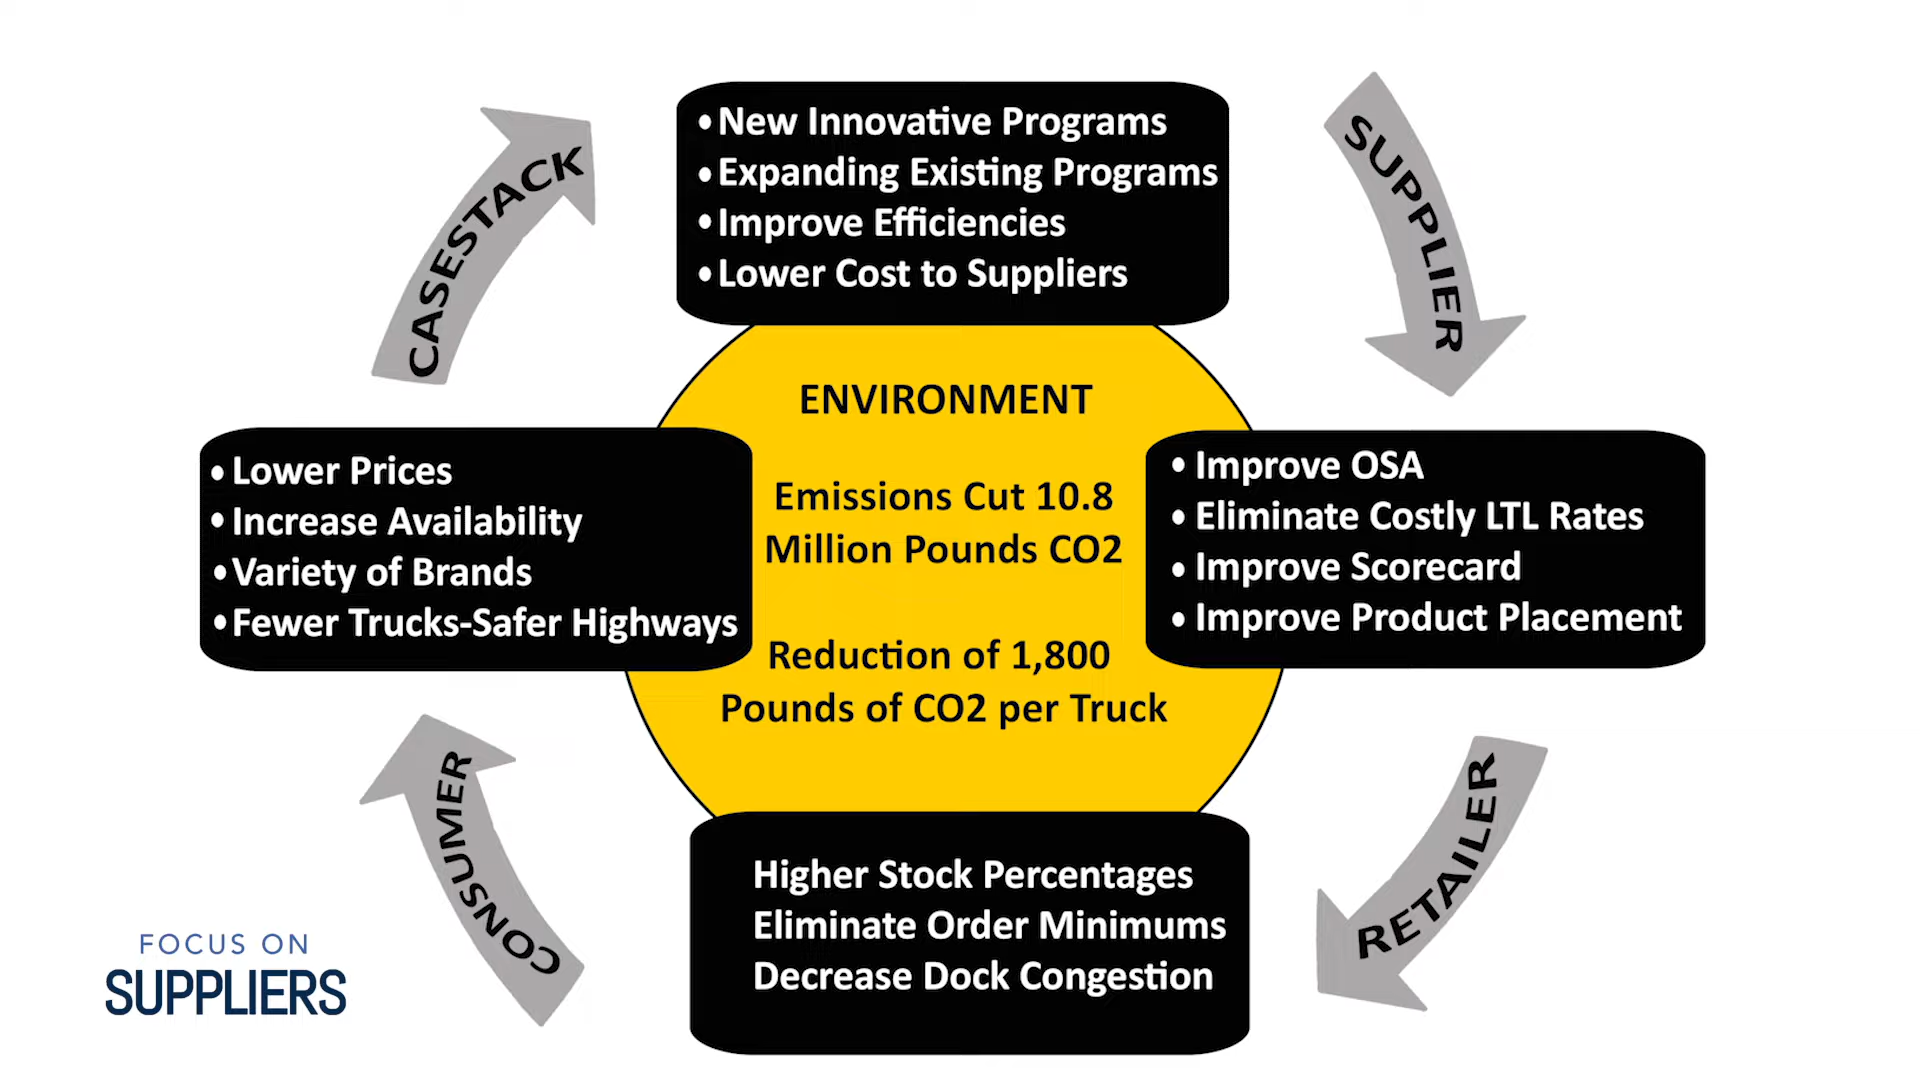 CASESTACK
• New Innovative Programs
• Expanding Existing Programs
• Improve Efficiencies
• Lower Cost to Suppliers
SUPPLIER
• Improve OSA
• Eliminate Costly LTL Rates
• Improve Scorecard
• Improve Product Placement
RETAILER
Higher Stock Percentages
Eliminate Order Minimums
Decrease Dock Congestion
CONSUMER
• Lower Prices
• Increase Availability
• Variety of Brands
• Fewer Trucks-Safer Highways
ENVIRONMENT
Emissions Cut 10.8
Million Pounds CO2
Reduction of 1,800
Pounds of CO2 per Truck
FOCUS ON
SUPPLIERS